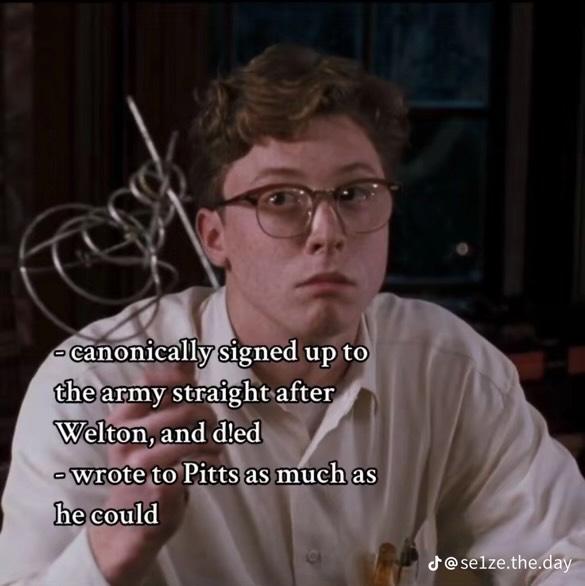 - canonically signed up to
the army straight after
Welton, and d!ed
- wrote to Pitts as much as
he could
@se1ze.the.day